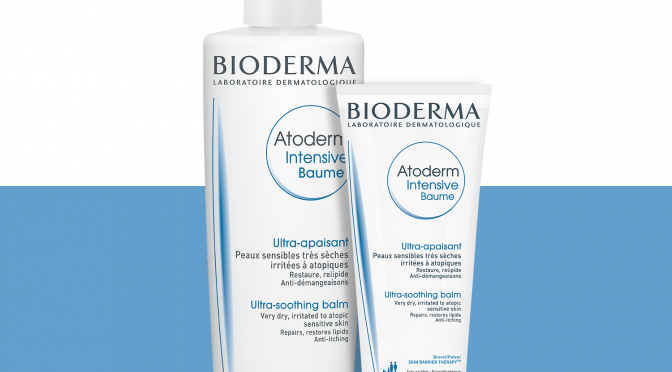 BIODERMA
LABORATOIRE DERMATOLOGIQUE
Atoderm
Intensive
Baume
Ultra-apaisant
Peaux sensibles très sèches
irritées à atopiques
Restaure, relipide
Anti-démangeaisons
Ultra-soothing balm
Very dry, irritated to atopic
sensitive skin
Repairs, restores lipids
Anti-itching
BIODERMA
LABORATOIRE DERMATOLOGIQUE
Atoderm
Intensive
Baume
Ultra-apaisant
Peaux sensibles très sèches
irritées à atopiques
Restaure, relipide
Anti-démangeaisons
Ultra-soothing balm
Very dry, irritated to atopic
sensitive skin
Repairs, restores lipids
Anti-itching
Brevet/Patent
SKIN BARRIER THERAPY